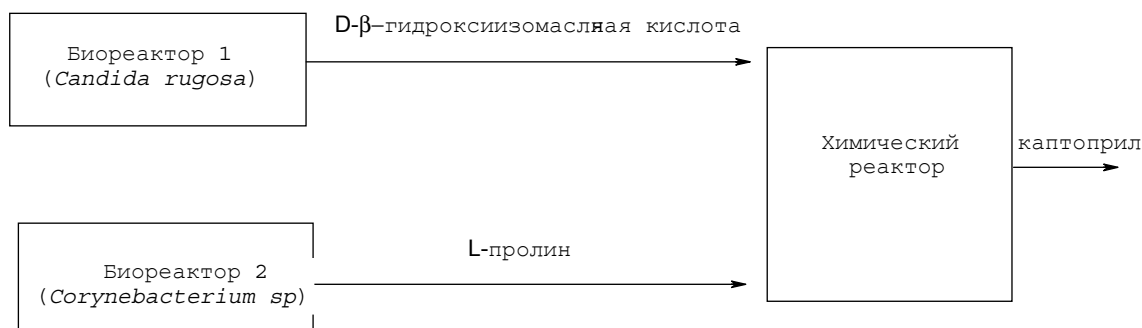 D-β–гидроксиизомасляная кислота
Биореактор 1
(Candida rugosa)
Химический
реактор
каптоприл
L-пролин
Биореактор 2
(Corynebacterium sp)